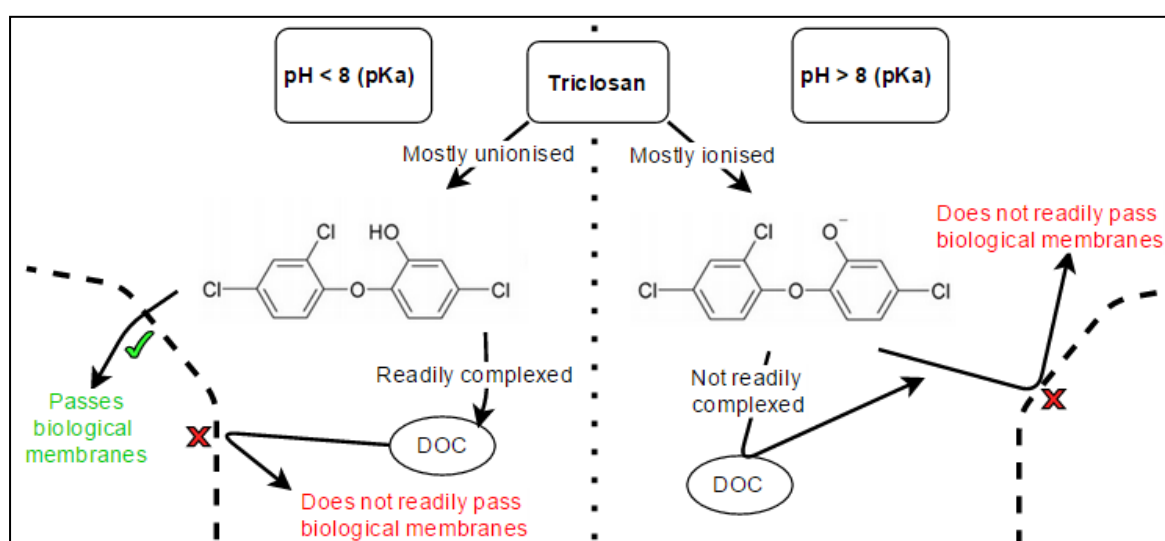 pH < 8 (pKa)
Triclosan
pH > 8 (pKa)
Mostly unionised
Mostly ionised
Cl
HO
Cl
O
Cl
Cl
O⁻
Cl
O
Cl
Does not readily pass
biological membranes
Readily complexed
Not readily
complexed
Passes
biological
membranes
DOC
DOC
Does not readily pass
biological membranes